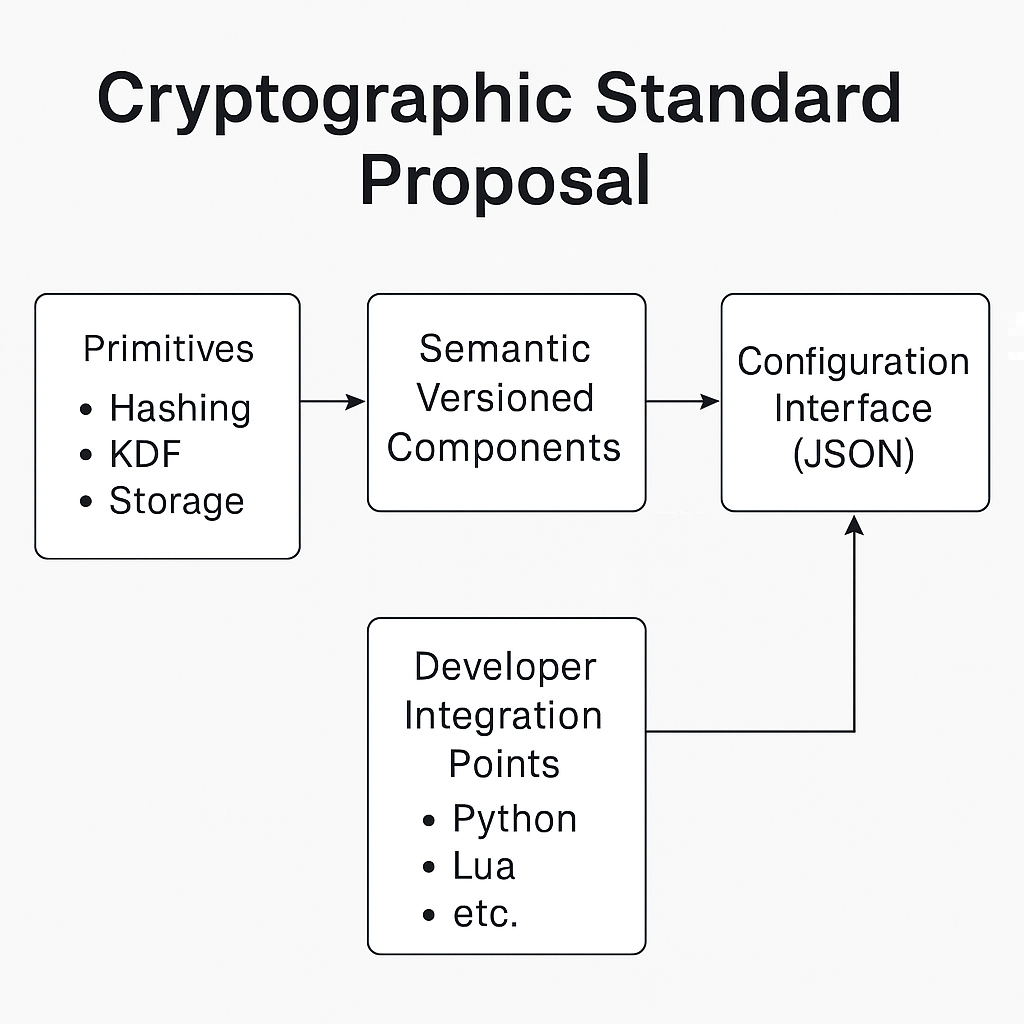 Cryptographic Standard
Proposal
Primitives
• Hashing
• KDF
• Storage
Semantic
Versioned
Components
Configuration
Interface
(JSON)
Developer
Integration
Points
• Python
• Lua
• etc.